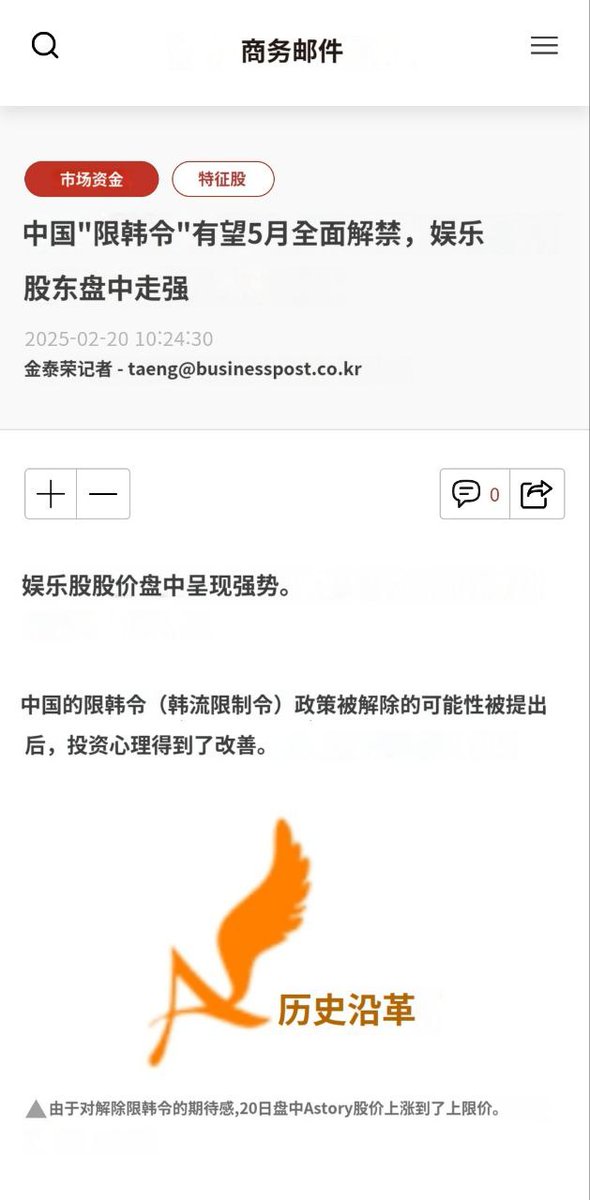 商务邮件
市场资金
特征股
中国"限韩令"有望5月全面解禁，娱乐
股东盘中走强
2025-02-20 10:24:30
金泰荣记者 - taeng@businesspost.co.kr
0
娱乐股股价盘中呈现强势。
中国的限韩令（韩流限制令）政策被解除的可能性被提出
后，投资心理得到了改善。
历史沿革
▲由于对解除限韩令的期待感,20日盘中Astory股价上涨到了上限价。